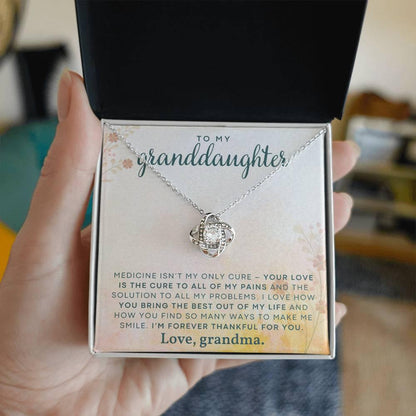 TO MY
granddaughter
MEDICINE ISN'T MY ONLY CURE – YOUR LOVE
IS THE CURE TO ALL OF MY PAINS AND THE
SOLUTION TO ALL MY PROBLEMS. I LOVE HOW
YOU BRING THE BEST OUT OF MY LIFE AND
HOW YOU FIND SO MANY WAYS TO MAKE ME
SMILE. I'M FOREVER THANKFUL FOR YOU.
Love, grandma.